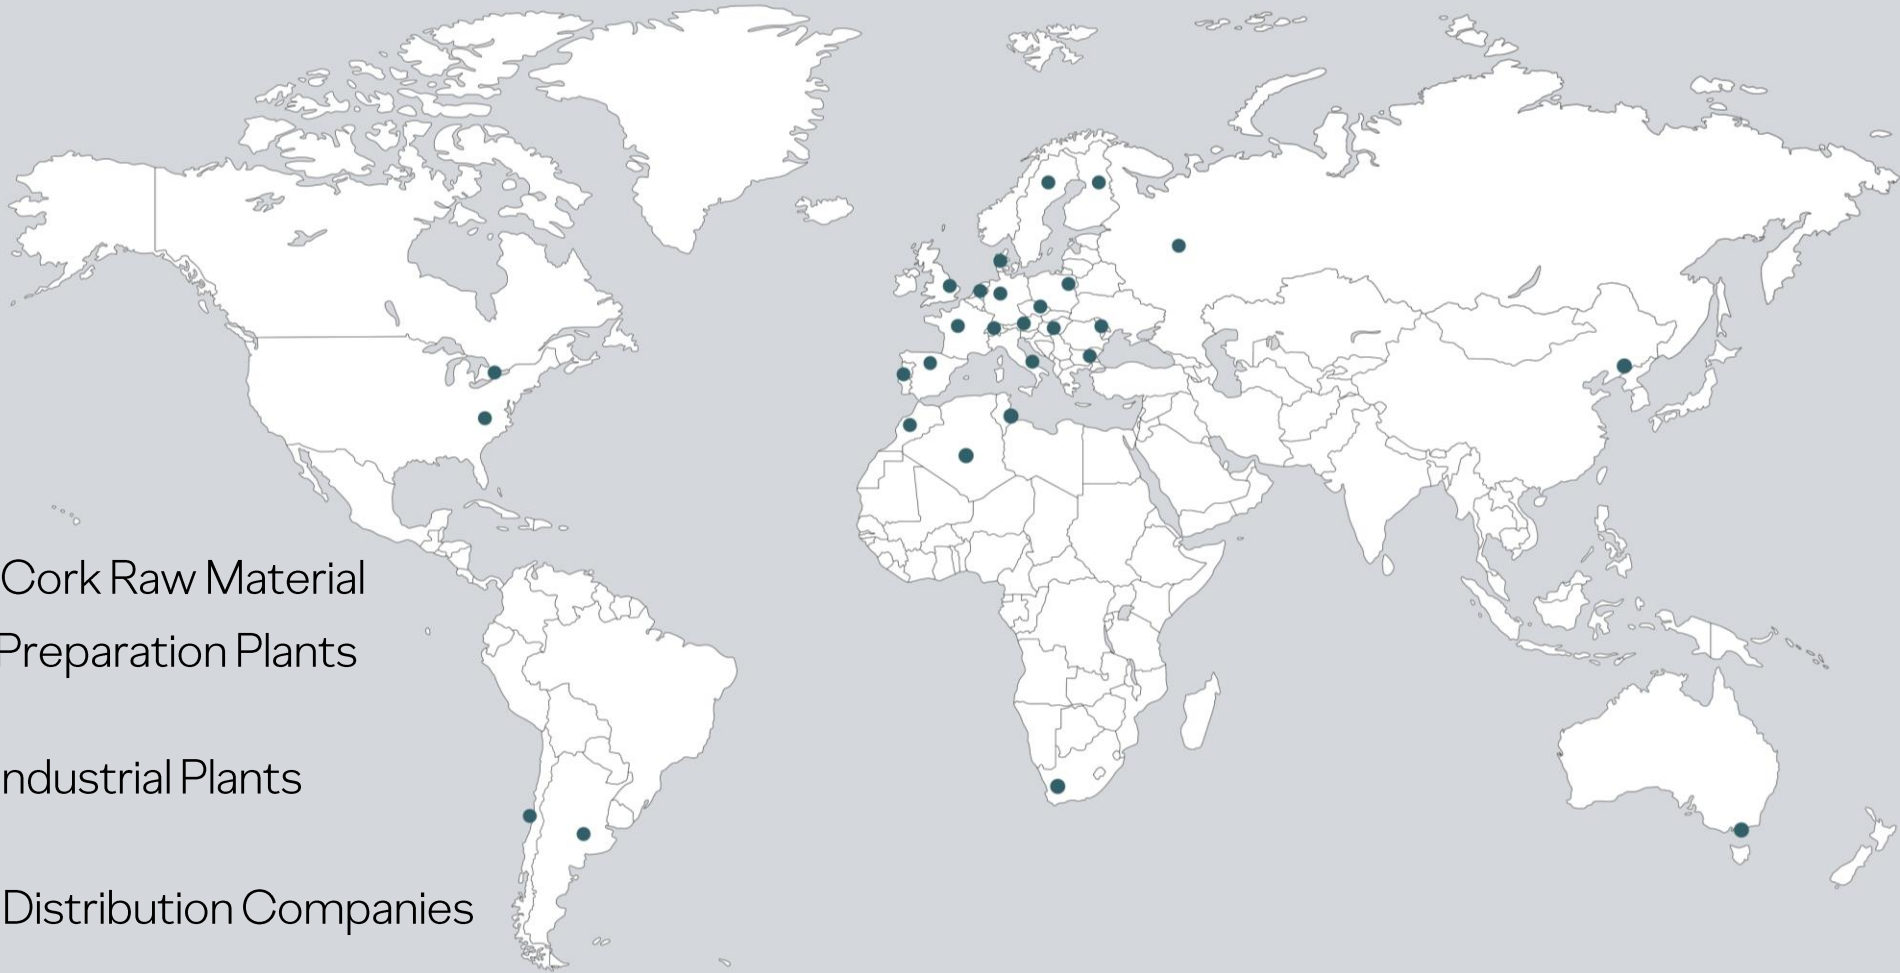 Cork Raw Material
Preparation Plants
ndustrial Plants
Distribution Companies